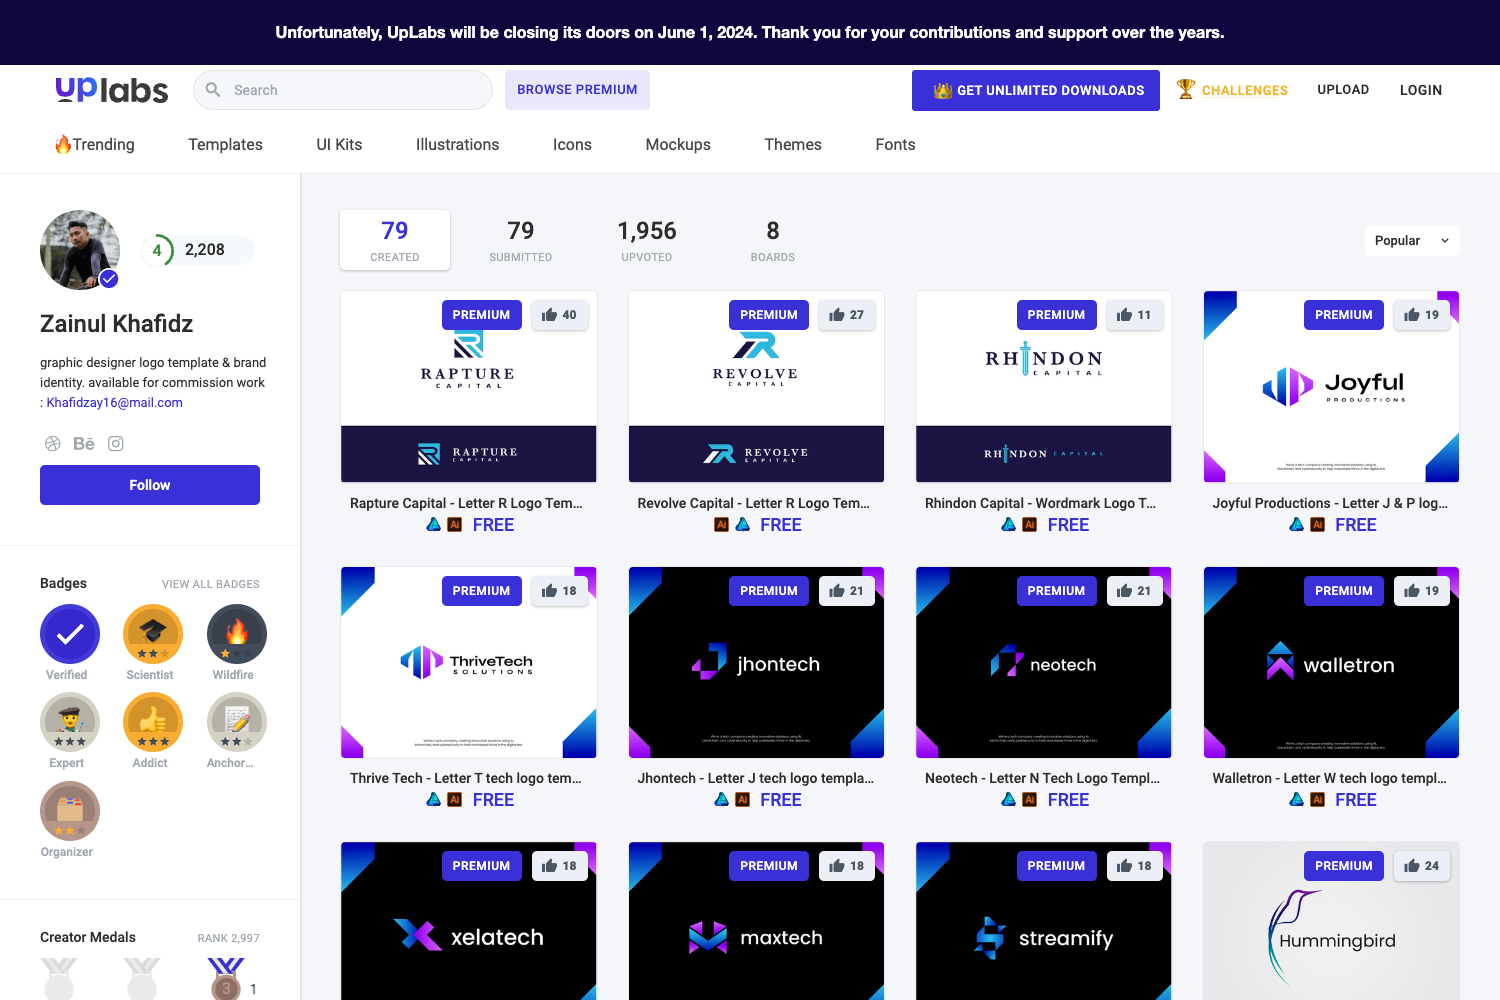 Unfortunately, UpLabs will be closing its doors on June 1, 2024. Thank you for your contributions and support over the years.
uplabs
Search
BROWSE PREMIUM
GET UNLIMITED DOWNLOADS
CHALLENGES
UPLOAD
LOGIN
Trending
Templates
UI Kits
Illustrations
Icons
Mockups
Themes
Fonts
4
2,208
Zainul Khafidz
graphic designer logo template & brand
identity. available for commission work
: Khafidzay16@mail.com
Bē
Follow
Badges
VIEW ALL BADGES
Verified
Scientist
Wildfire
Expert
Addict
Anchor...
Organizer
Creator Medals
RANK 2,997
3
1
79
CREATED
79
SUBMITTED
1,956
UPVOTED
8
BOARDS
Popular
PREMIUM
40
RAPTURE
CAPITAL
RAPTURE
CAPITAL
Rapture Capital - Letter R Logo Tem...
Ai
FREE
PREMIUM
27
REVOLVE
CAPITAL
REVOLVE
CAPITAL
Revolve Capital - Letter R Logo Tem...
Ai
FREE
PREMIUM
11
RHINDON
CAPITAL
RHINDON CAPITAL
Rhindon Capital - Wordmark Logo T...
Ai
FREE
PREMIUM
19
Joyful
PRODUCTIONS
Joyful Productions - Letter J & P log...
Ai
FREE
PREMIUM
18
ThriveTech
SOLUTIONS
Thrive Tech - Letter T tech logo tem...
Ai
FREE
PREMIUM
21
jhontech
Jhontech - Letter J tech logo templa...
Ai
FREE
PREMIUM
21
neotech
Neotech - Letter N Tech Logo Templ...
Ai
FREE
PREMIUM
19
walletron
Walletron - Letter W tech logo templ...
Ai
FREE
PREMIUM
18
xelatech
PREMIUM
18
maxtech
PREMIUM
18
streamify
PREMIUM
24
Hummingbird